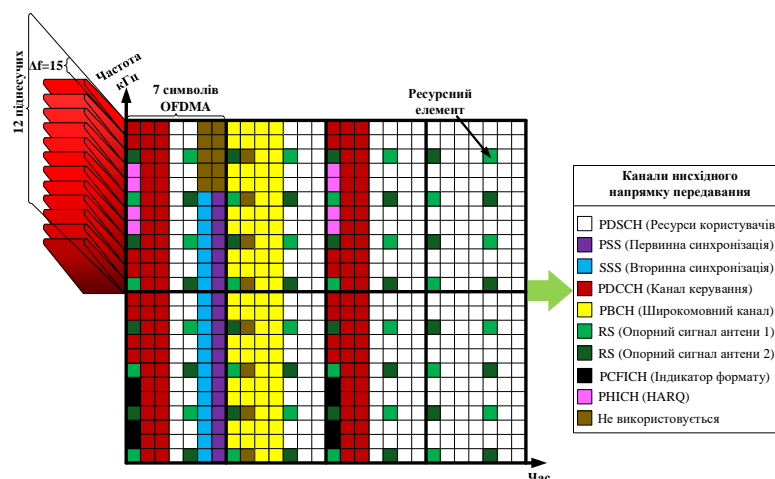 12 піднесучих
Δf=15
Частота
кГц
7 символів
OFDMA
Ресурсний
елемент
Час
Канали нисхідного
напрямку передавання
PDSCH (Ресурси користувачів)
PSS (Первинна синхронізація)
SSS (Вторинна синхронізація)
PDCCH (Канал керування)
PBCH (Широкомовний канал)
RS (Опорний сигнал антени 1)
RS (Опорний сигнал антени 2)
PCFICH (Індикатор формату)
PHICH (HARQ)
Не використовується